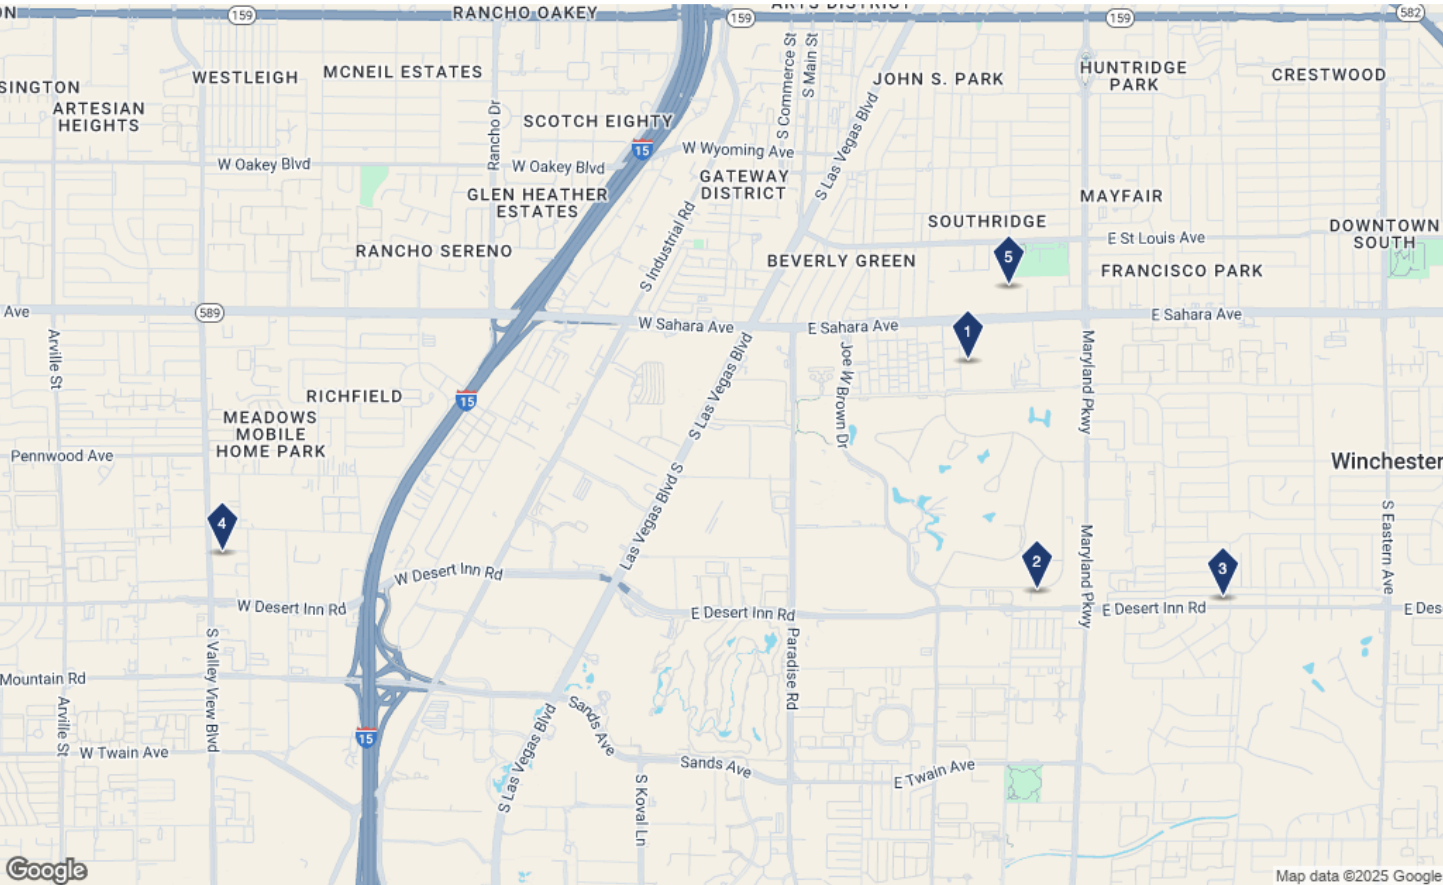 ON
159
RANCHO OAKEY
159
ARTS DISTRICT
159
582
WESTLEIGH
MCNEIL ESTATES
S Commerce St
S Main St
JOHN S. PARK
HUNTRIDGE
PARK
CRESTWOOD
SINGTON
ARTESIAN
HEIGHTS
Rancho Dr
SCOTCH EIGHTY
15
S Las Vegas Blvd
W Oakey Blvd
W Oakey Blvd
W Wyoming Ave
GATEWAY
DISTRICT
GLEN HEATHER
ESTATES
MAYFAIR
SOUTHRIDGE
DOWNTOWN
SOUTH
E St Louis Ave
RANCHO SERENO
S Industrial Rd
BEVERLY GREEN
5
FRANCISCO PARK
Ave
589
W Sahara Ave
E Sahara Ave
E Sahara Ave
1
Arville St
S Las Vegas Blvd
Joe W Brown Dr
Maryland Pkwy
RICHFIELD
15
MEADOWS
MOBILE
HOME PARK
Pennwood Ave
Winchester
4
Las Vegas Blvd S
Maryland Pkwy
S Eastern Ave
2
3
W Desert Inn Rd
W Desert Inn Rd
E Desert Inn Rd
E Desert Inn Rd
E Des
S Valley View Blvd
Paradise Rd
Mountain Rd
Arville St
15
S Las Vegas Blvd
Sands Ave
W Twain Ave
Sands Ave
E Twain Ave
S Koval Ln
Google
Map data ©2025 Google